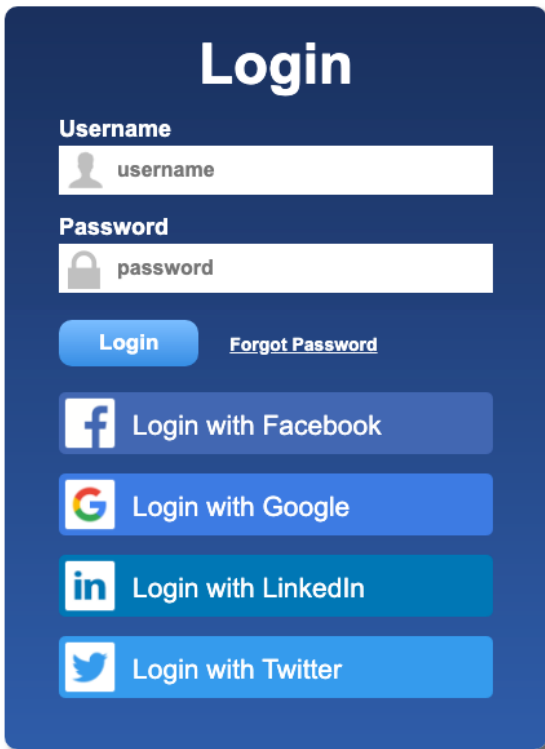 Login
Username
username
Password
password
Login Forgot Password
f Login with Facebook
G Login with Google
in Login with LinkedIn
Login with Twitter